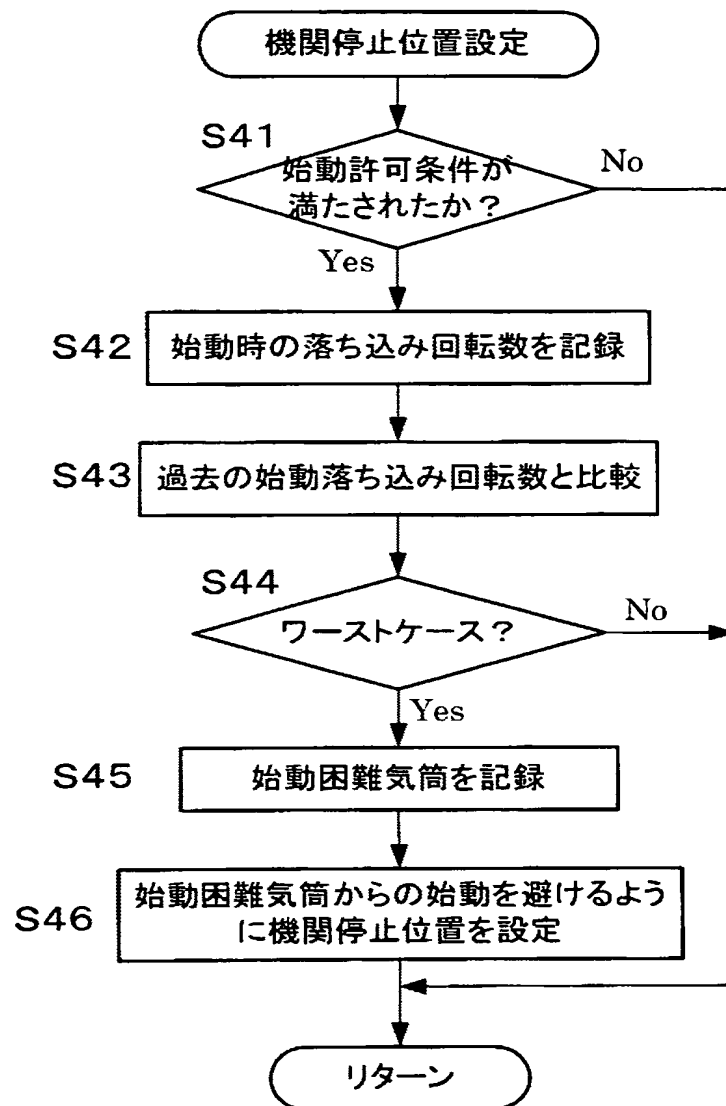 機関停止位置設定
S41
始動許可条件が
満たされたか？
No
Yes
S42
始動時の落ち込み回転数を記録
S43
過去の始動落ち込み回転数と比較
S44
ワーストケース？
No
Yes
S45
始動困難気筒を記録
S46
始動困難気筒からの始動を避けるよう
に機関停止位置を設定
リターン